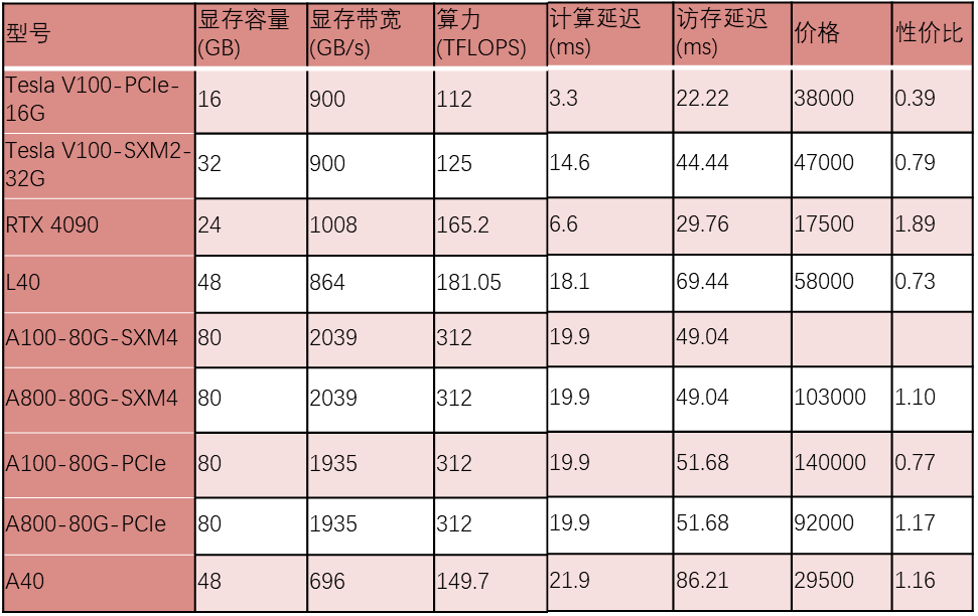 型号 显存容量(GB) 显存带宽(GB/s) 算力(TFLOPS) 计算延迟(ms) 访存延迟(ms) 价格 性价比
Tesla V100-PCIe-16G 16 900 112 3.3 22.22 38000 0.39
Tesla V100-SXM2-32G 32 900 125 14.6 44.44 47000 0.79
RTX 4090 24 1008 165.2 6.6 29.76 17500 1.89
L40 48 864 181.05 18.1 69.44 58000 0.73
A100-80G-SXM4 80 2039 312 19.9 49.04
A800-80G-SXM4 80 2039 312 19.9 49.04 103000 1.10
A100-80G-PCIe 80 1935 312 19.9 51.68 140000 0.77
A800-80G-PCIe 80 1935 312 19.9 51.68 92000 1.17
A40 48 696 149.7 21.9 86.21 29500 1.16